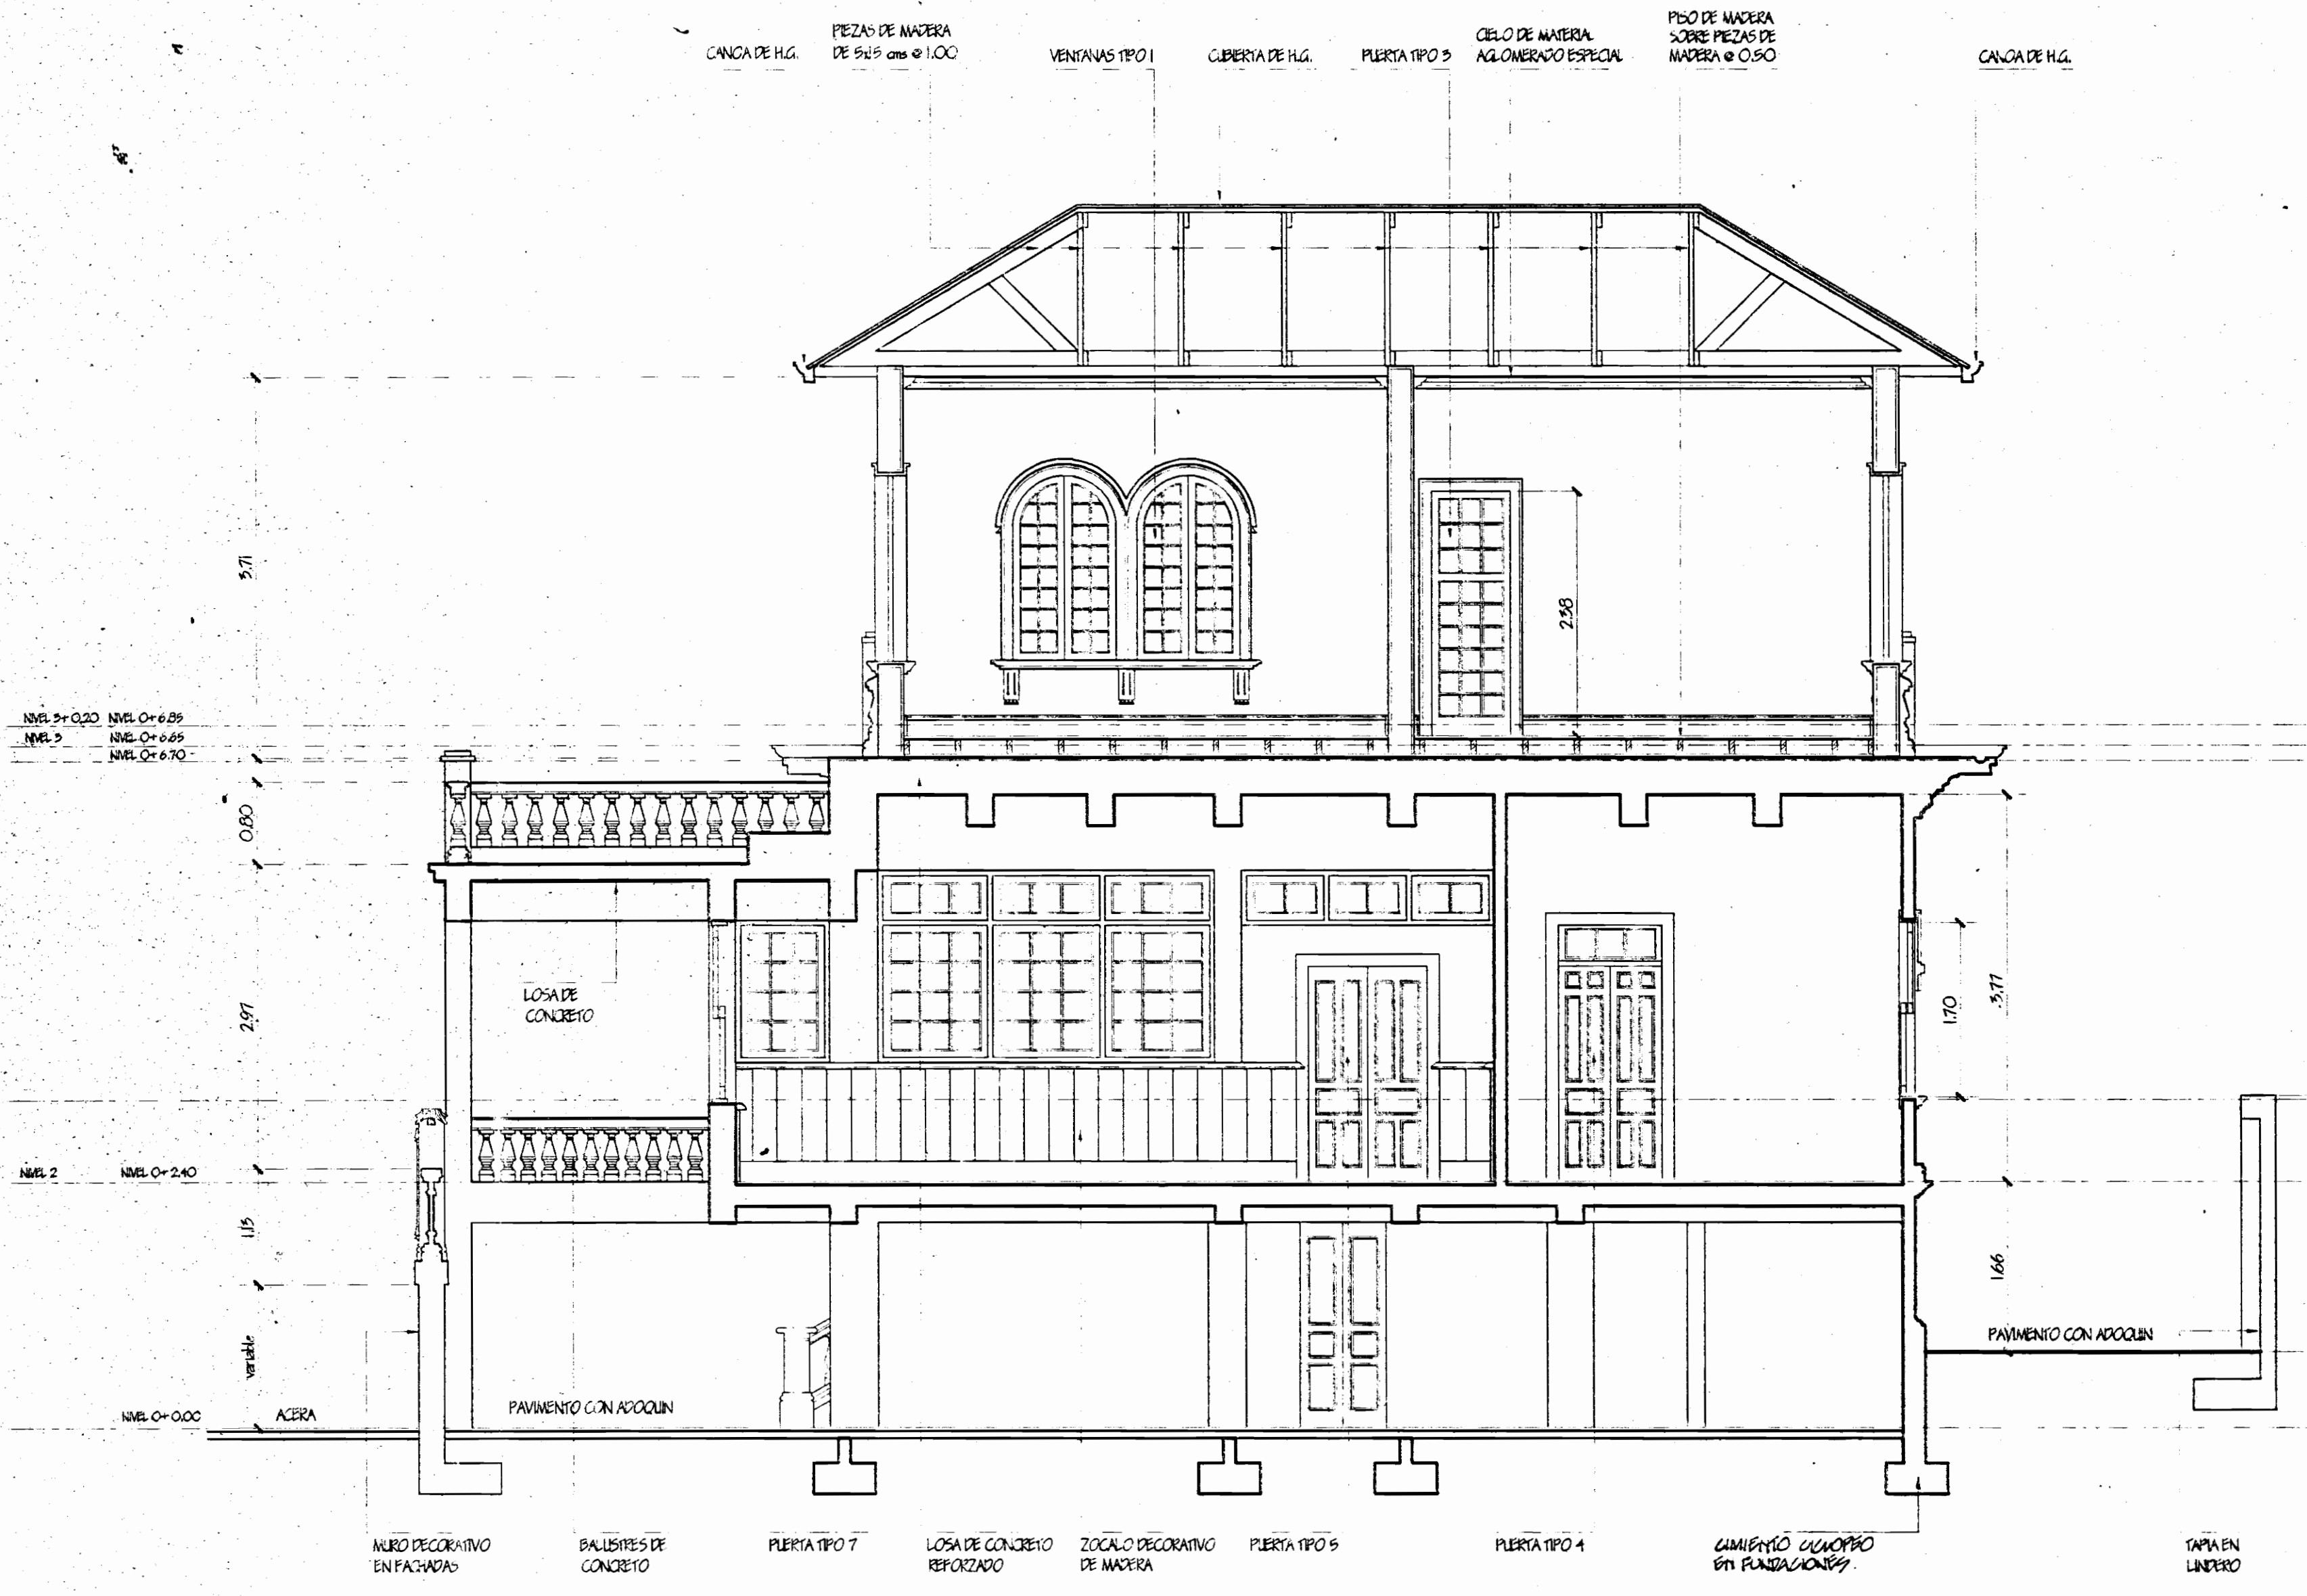 PIEZAS DE MADERA
DE 5x15 cms @ 1.00
CANOA DE H.G.
VENTANAS TIPO 1
CUBIERTA DE H.G.
PUERTA TIPO 3
CIELO DE MATERIAL
AGLOMERADO ESPECIAL
PISO DE MADERA
SOBRE PIEZAS DE
MADERA @ 0.50
CANOA DE H.G.
3.71
2.38
NIVEL 3+0.20 NIVEL 0+6.85
NIVEL 3 NIVEL 0+6.65
NIVEL 0+6.70
0.80
LOSA DE
CONCRETO
2.97
1.70
3.77
NIVEL 2 NIVEL 0+2.40
1.13
1.66
variable
PAVIMENTO CON ADOQUIN
NIVEL 0+0.00
ACERA
PAVIMENTO CON ADOQUIN
MURO DECORATIVO
EN FACHADAS
BALUSTRES DE
CONCRETO
PUERTA TIPO 7
LOSA DE CONCRETO
REFORZADO
ZOCALO DECORATIVO
DE MADERA
PUERTA TIPO 5
PUERTA TIPO 4
CIMIENTO CICLOPEO
EN FUNDACIONES.
TAPIA EN
LINDERO